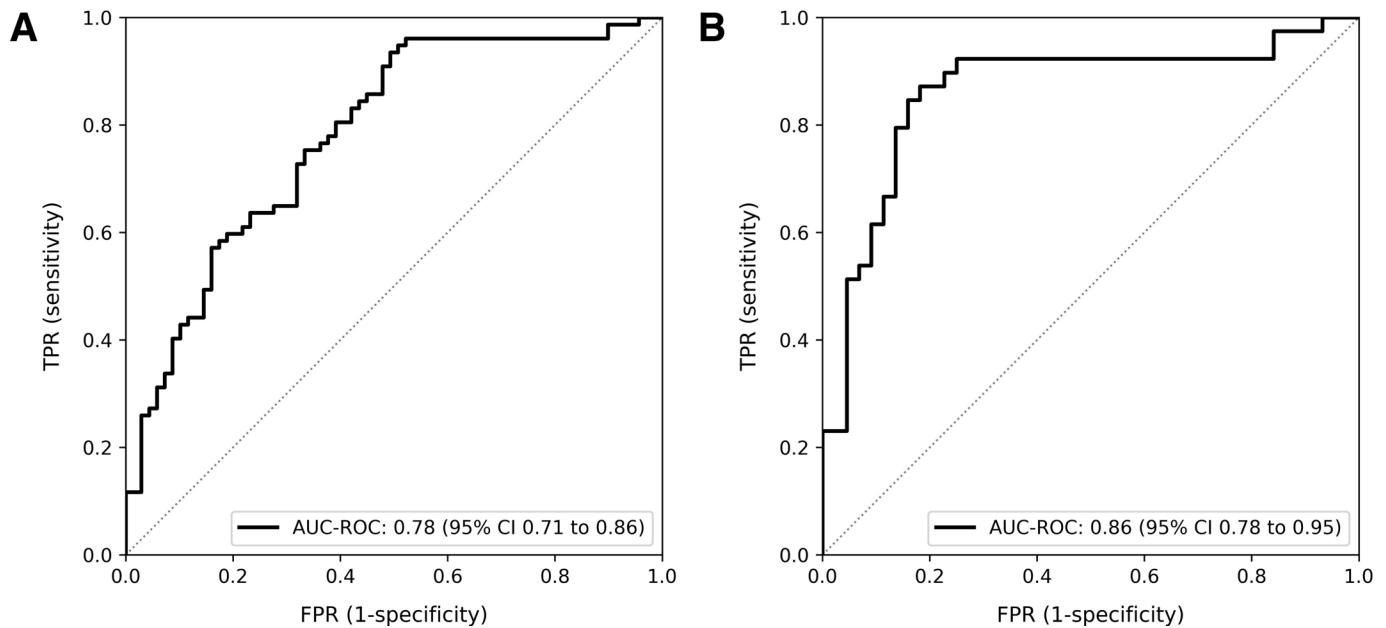 A
1.0
0.8
0.6
0.4
0.2
0.0
TPR (sensitivity)
AUC-ROC: 0.78 (95% CI 0.71 to 0.86)
0.0 0.2 0.4 0.6 0.8 1.0
FPR (1-specificity)
B
1.0
0.8
0.6
0.4
0.2
0.0
TPR (sensitivity)
AUC-ROC: 0.86 (95% CI 0.78 to 0.95)
0.0 0.2 0.4 0.6 0.8 1.0
FPR (1-specificity)